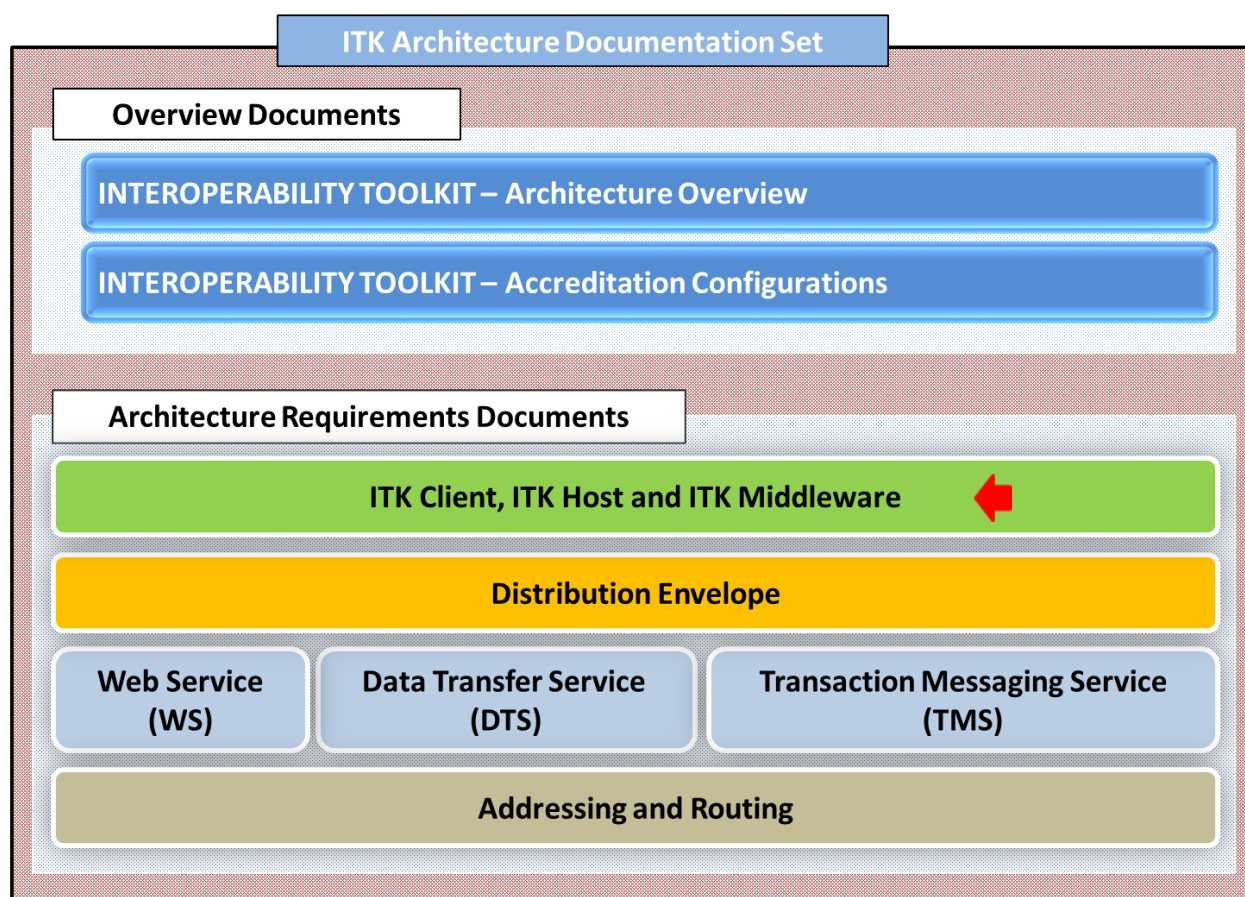 ITK Architecture Documentation Set
Overview Documents
INTEROPERABILITY TOOLKIT – Architecture Overview
INTEROPERABILITY TOOLKIT – Accreditation Configurations
Architecture Requirements Documents
ITK Client, ITK Host and ITK Middleware
Distribution Envelope
Web Service
(WS)
Data Transfer Service
(DTS)
Transaction Messaging Service
(TMS)
Addressing and Routing